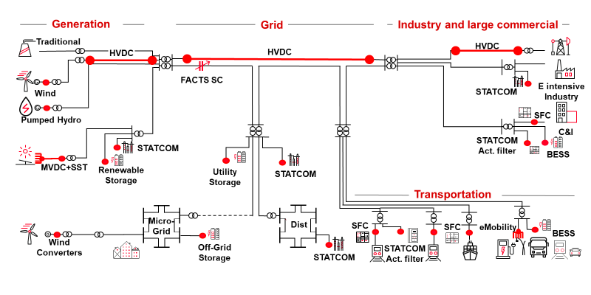 Generation
Grid
Industry and large commercial
Traditional
HVDC
HVDC
HVDC
Wind
FACTS SC
STATCOM
E intensive
Industry
Pumped Hydro
SFC
C&I
STATCOM
Act. filter
BESS
STATCOM
MVDC+SST
Renewable
Storage
Utility
Storage
STATCOM
Transportation
Micro-
Grid
Dist
SFC
SFC
eMobility
STATCOM
Act. filter
BESS
Wind
Converters
Off-Grid
Storage
STATCOM